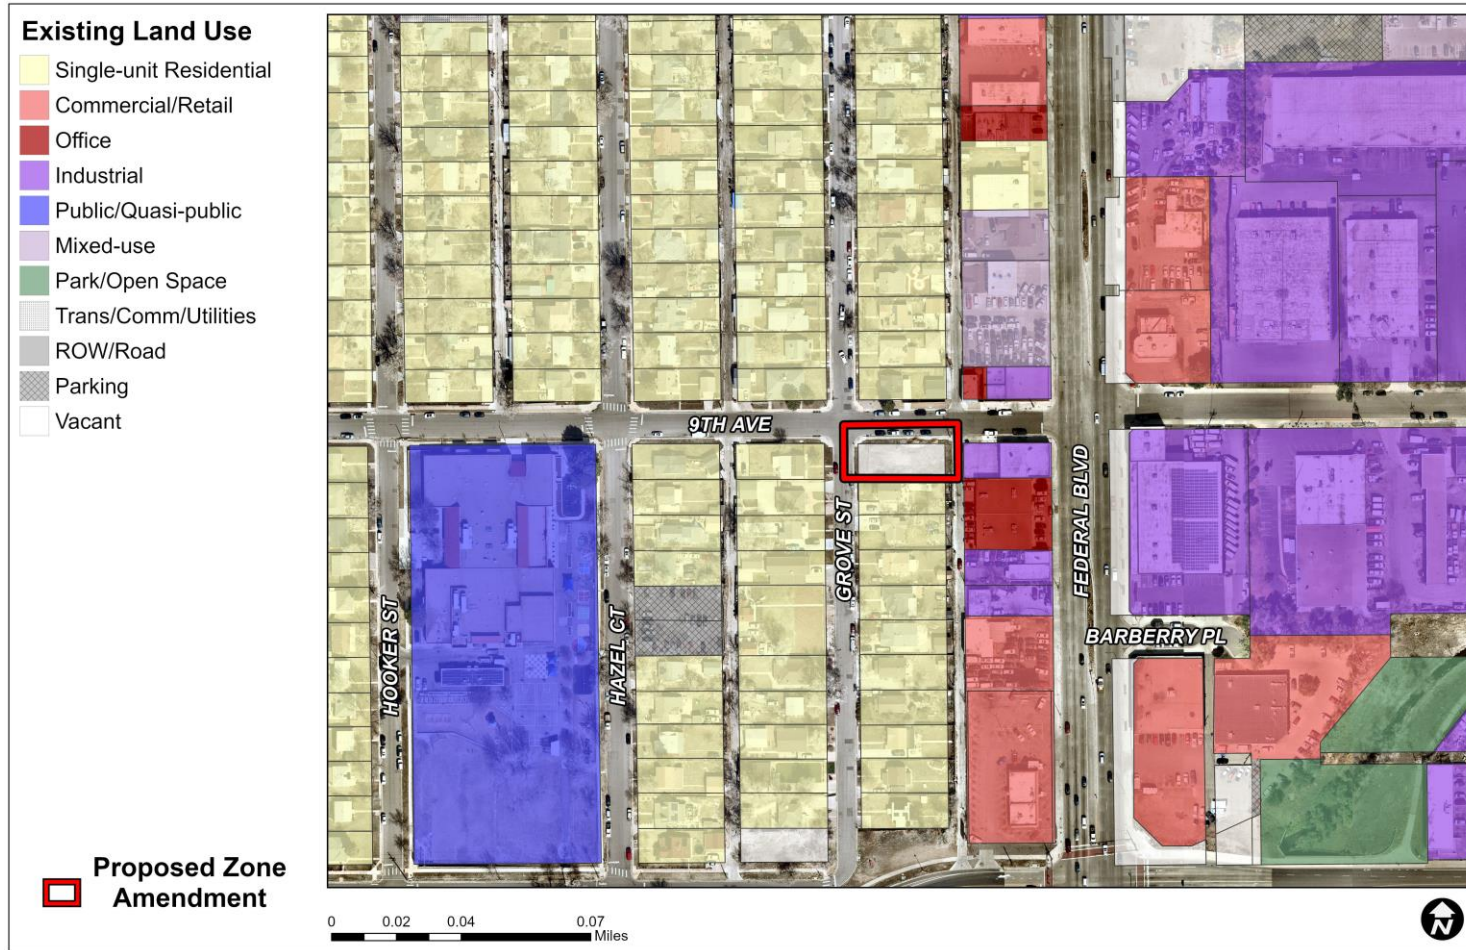 Existing Land Use
Single-unit Residential
Commercial/Retail
Office
Industrial
Public/Quasi-public
Mixed-use
Park/Open Space
Trans/Comm/Utilities
ROW/Road
Parking
Vacant
9TH AVE
HOOKER ST
HAZEL CT
GROVE ST
FEDERAL BLVD
BARBERRY PL
Proposed Zone
Amendment
0 0.02 0.04 0.07
Miles
N